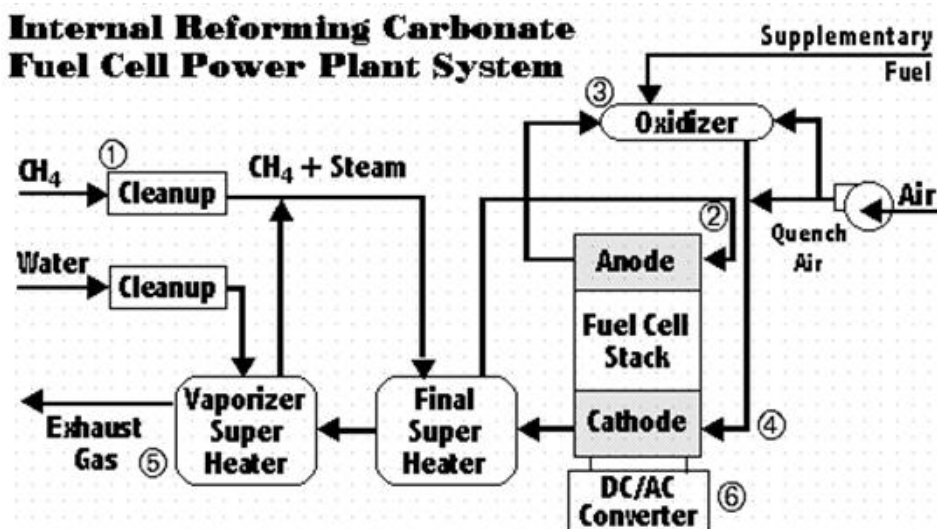 Internal Reforming Carbonate
Fuel Cell Power Plant System
Supplementary
Fuel
③
Oxidizer
①
CH₄
Cleanup
CH₄ + Steam
②
Air
Quench
Air
Water
Cleanup
Anode
Fuel Cell
Stack
Vaporizer
Super
Heater
Final
Super
Heater
Cathode
④
Exhaust
Gas
⑤
DC/AC
Converter
⑥